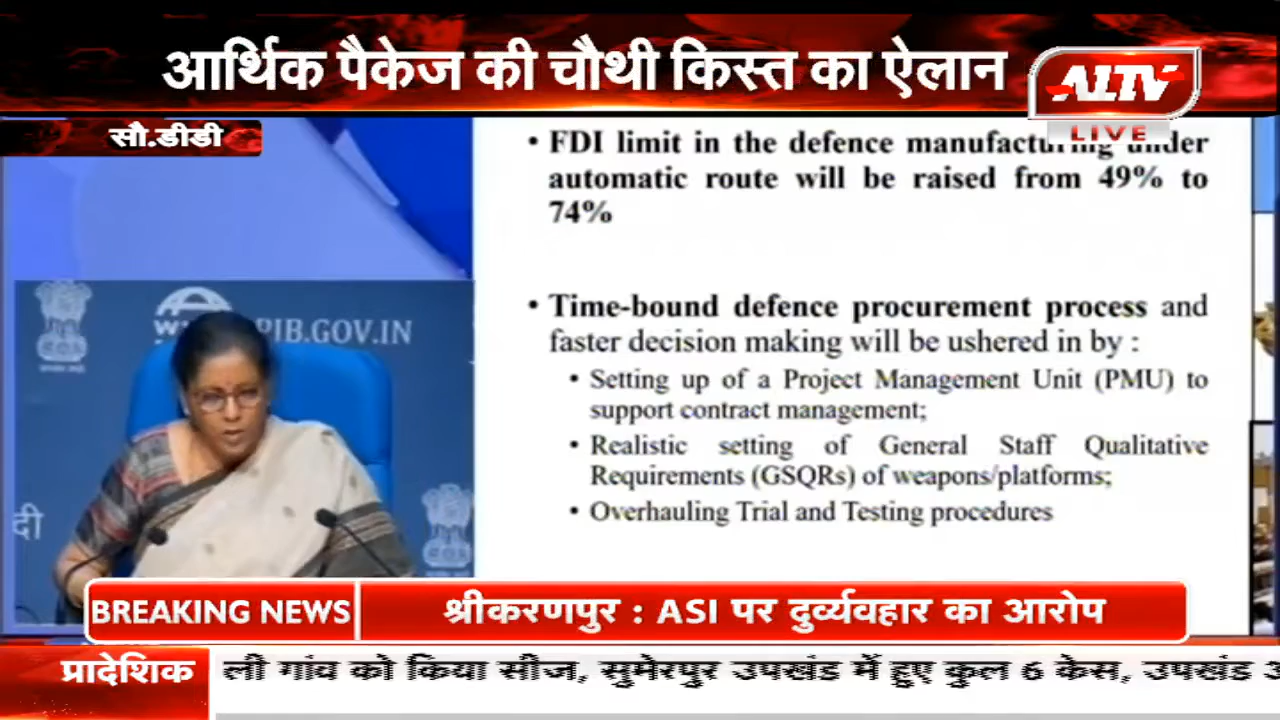 आर्थिक पैकेज की चौथी किस्त का ऐलान
ALTV
LIVE
सौ.डीडी
• FDI limit in the defence manufacturing under
automatic route will be raised from 49% to
74%
• Time-bound defence procurement process and
faster decision making will be ushered in by :
• Setting up of a Project Management Unit (PMU) to
support contract management;
• Realistic setting of General Staff Qualitative
Requirements (GSQRs) of weapons/platforms;
• Overhauling Trial and Testing procedures
PIB.GOV.IN
दी
BREAKING NEWS
श्रीकरणपुर : ASI पर दुर्व्यवहार का आरोप
प्रादेशिक
ली गांव को किया सीज, सुमेरपुर उपखंड में हुए कुल 6 केस, उपखंड